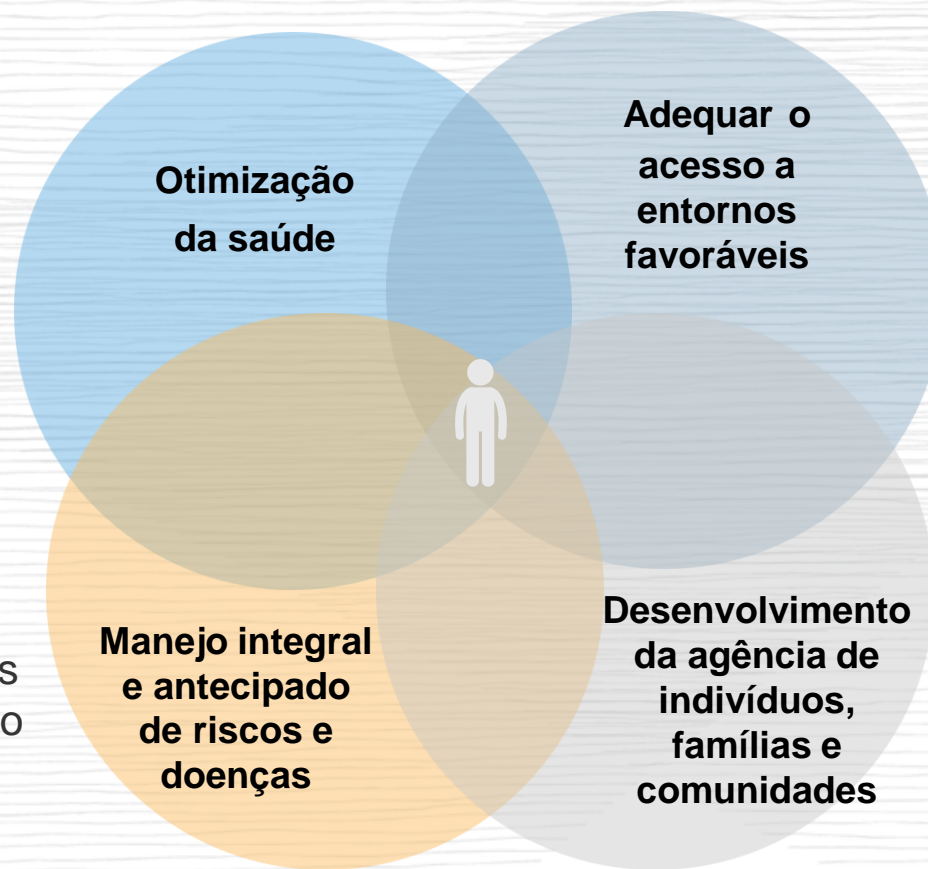 Otimização
da saúde
Adequar o
acesso a
entornos
favoráveis
Manejo integral
e antecipado
de riscos e
doenças
Desenvolvimento
da agência de
indivíduos,
famílias e
comunidades